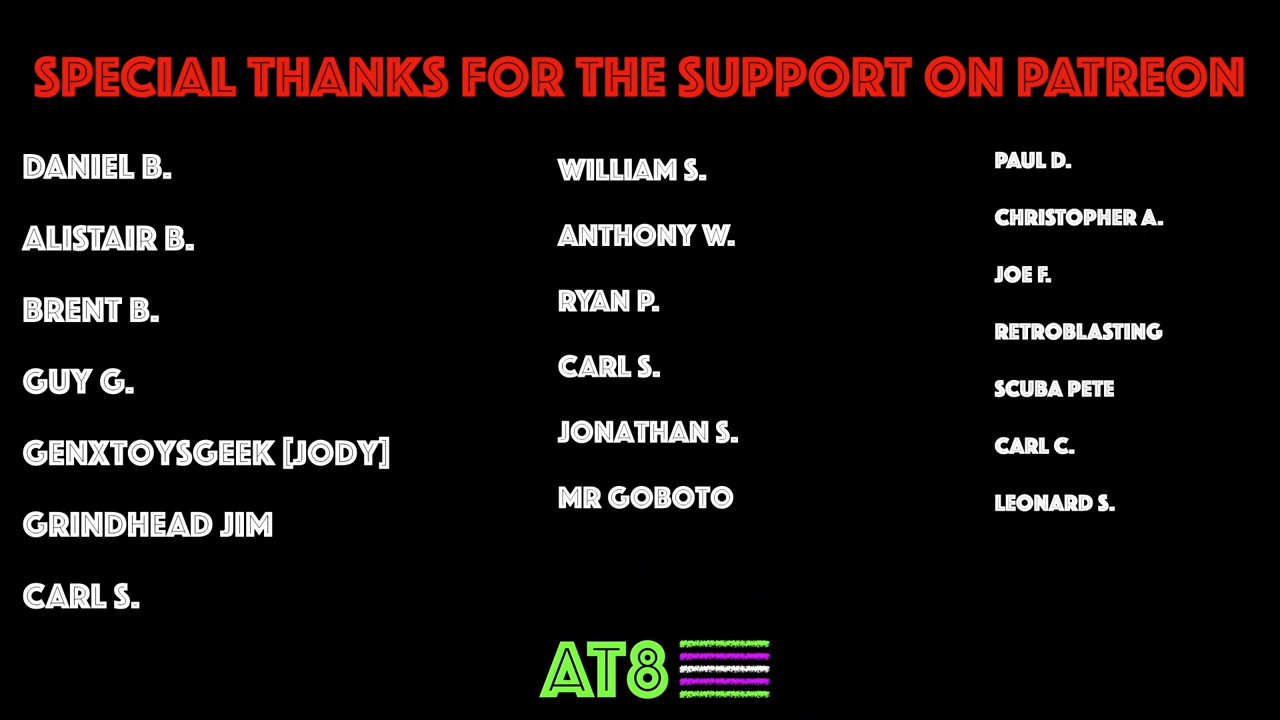 SPECIAL THANKS FOR THE SUPPORT ON PATREON
DANIEL B.
ALISTAIR B.
BRENT B.
GUY G.
GENXTOYSGEEK [JODY]
GRINDHEAD JIM
CARL S.
WILLIAM S.
ANTHONY W.
RYAN P.
CARL S.
JONATHAN S.
MR GOBOTO
PAUL D.
CHRISTOPHER A.
JOE F.
RETROBLASTING
SCUBA PETE
CARL C.
LEONARD S.
AT8